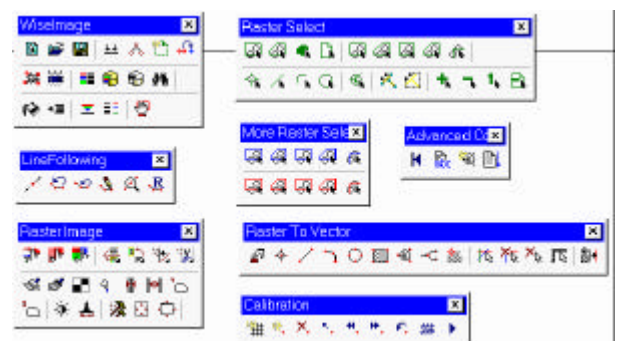 WiseImage
Raster Select
More Raster Sele
Advanced Co
LineFollowing
Raster Image
Raster To Vector
Calibration